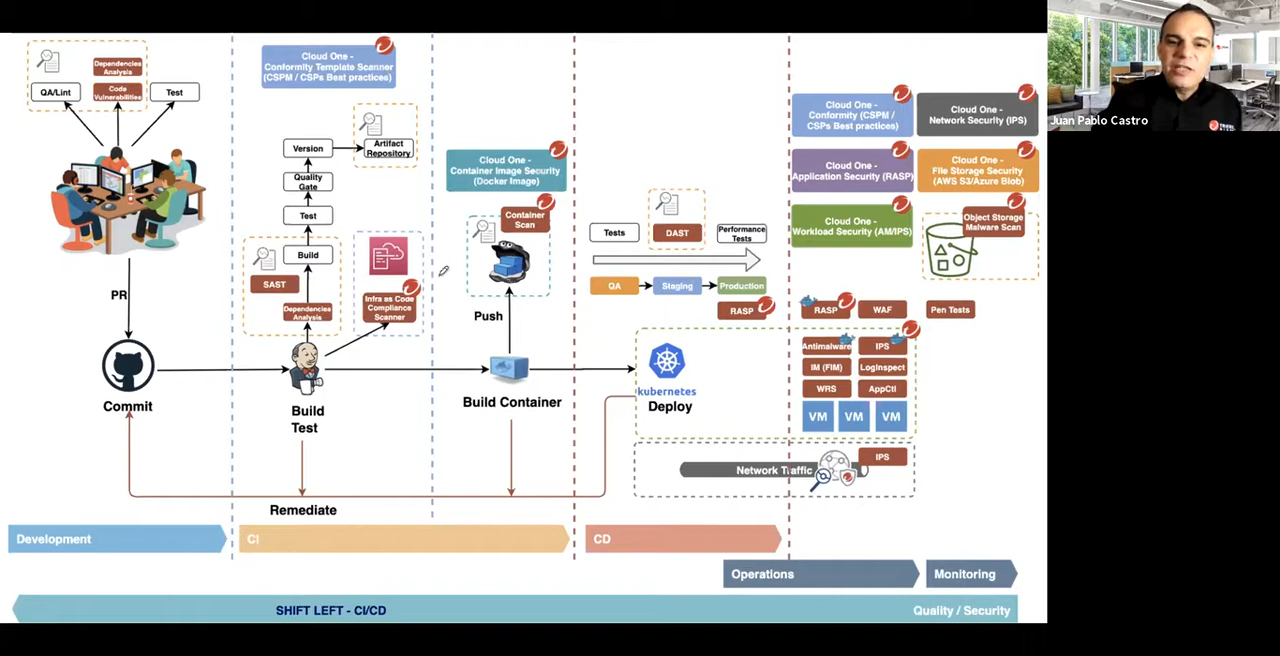 Dependencies
Analysis
QA/Lint
Code
Vulnerabilities
Test
PR
Commit
Cloud One -
Conformity Template Scanner
(CSPM / CSPs Best practices)
Version
Artifact
Repository
Quality
Gate
Test
Build
SAST
Dependencies
Analysis
Infra as Code
Compliance
Scanner
Build
Test
Cloud One -
Container Image Security
(Docker Image)
Container
Scan
Push
Build Container
Tests
DAST
Performance
Tests
QA
Staging
Production
RASP
kubernetes
Deploy
Cloud One -
Conformity (CSPM /
CSPs Best practices)
Cloud One -
Network Security (IPS)
Cloud One -
Application Security (RASP)
Cloud One -
File Storage Security
(AWS S3/Azure Blob)
Cloud One -
Workload Security (AM/IPS)
Object Storage
Malware Scan
RASP
WAF
Pen Tests
Antimalware
IPS
IM (FIM)
LogInspect
WRS
AppCtl
VM
VM
VM
IPS
Network Traffic
Remediate
Development
CI
CD
Operations
Monitoring
SHIFT LEFT - CI/CD
Quality / Security
Juan Pablo Castro